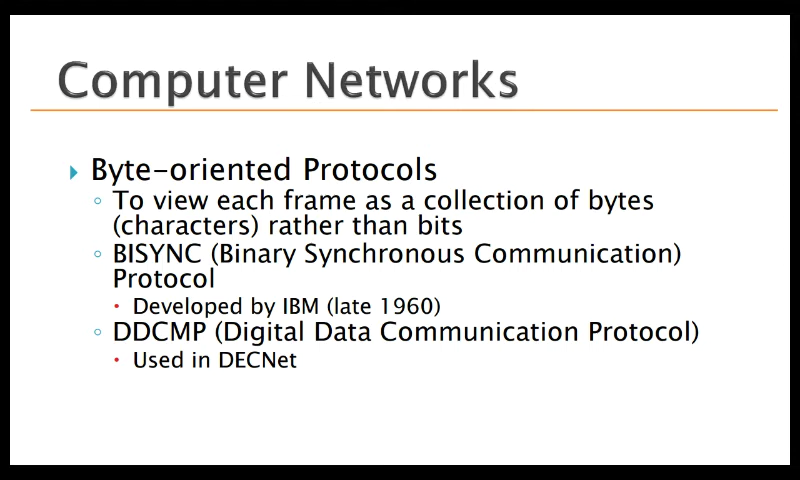 Computer Networks
Byte-oriented Protocols
To view each frame as a collection of bytes
(characters) rather than bits
BISYNC (Binary Synchronous Communication)
Protocol
Developed by IBM (late 1960)
DDCMP (Digital Data Communication Protocol)
Used in DECNet